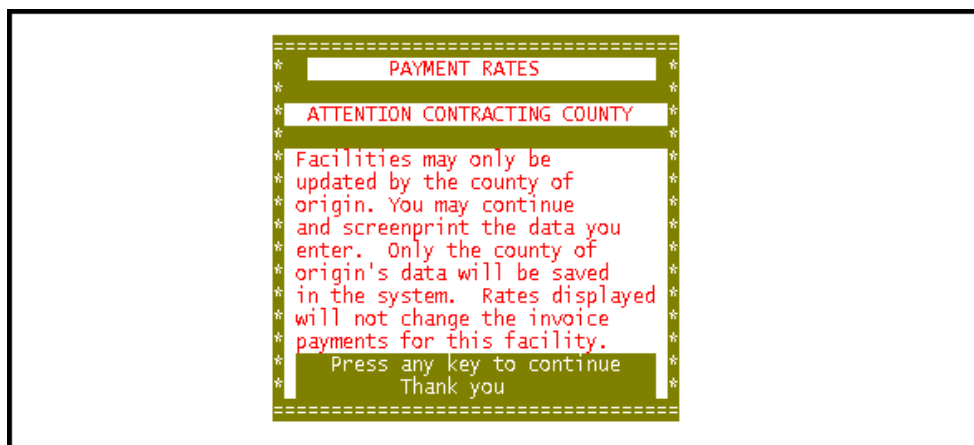 ===================================
* PAYMENT RATES *
* *
* ATTENTION CONTRACTING COUNTY *
* *
* Facilities may only be *
* updated by the county of *
* origin. You may continue *
* and screenprint the data you *
* enter.  Only the county of *
* origin's data will be saved *
* in the system.  Rates displayed *
* will not change the invoice *
* payments for this facility. *
* Press any key to continue *
* Thank you *
===================================